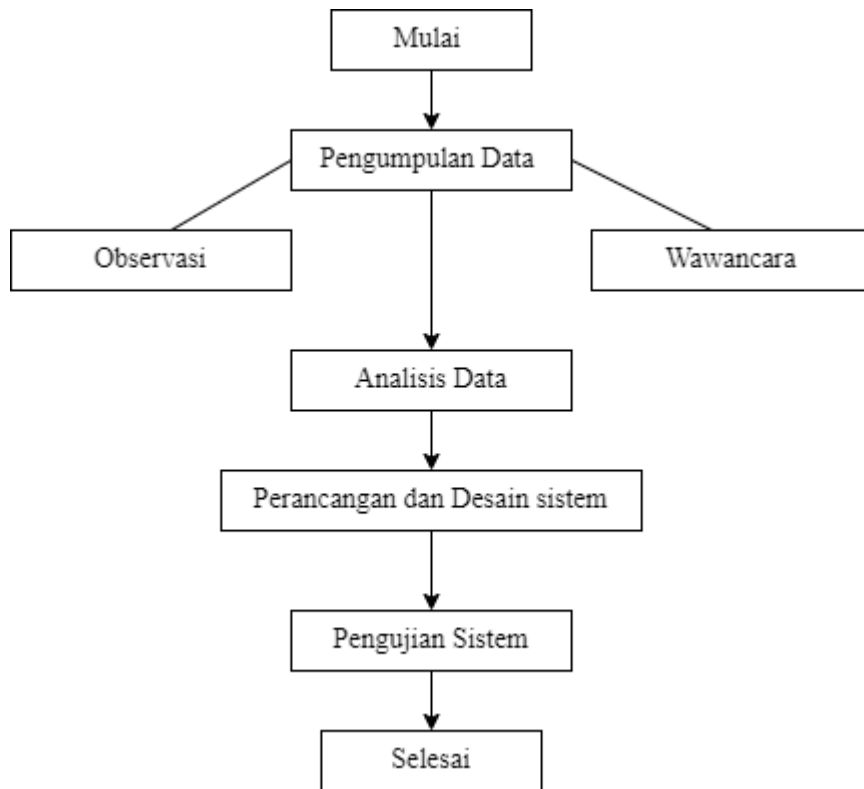 Mulai
Pengumpulan Data
Observasi
Wawancara
Analisis Data
Perancangan dan Desain sistem
Pengujian Sistem
Selesai